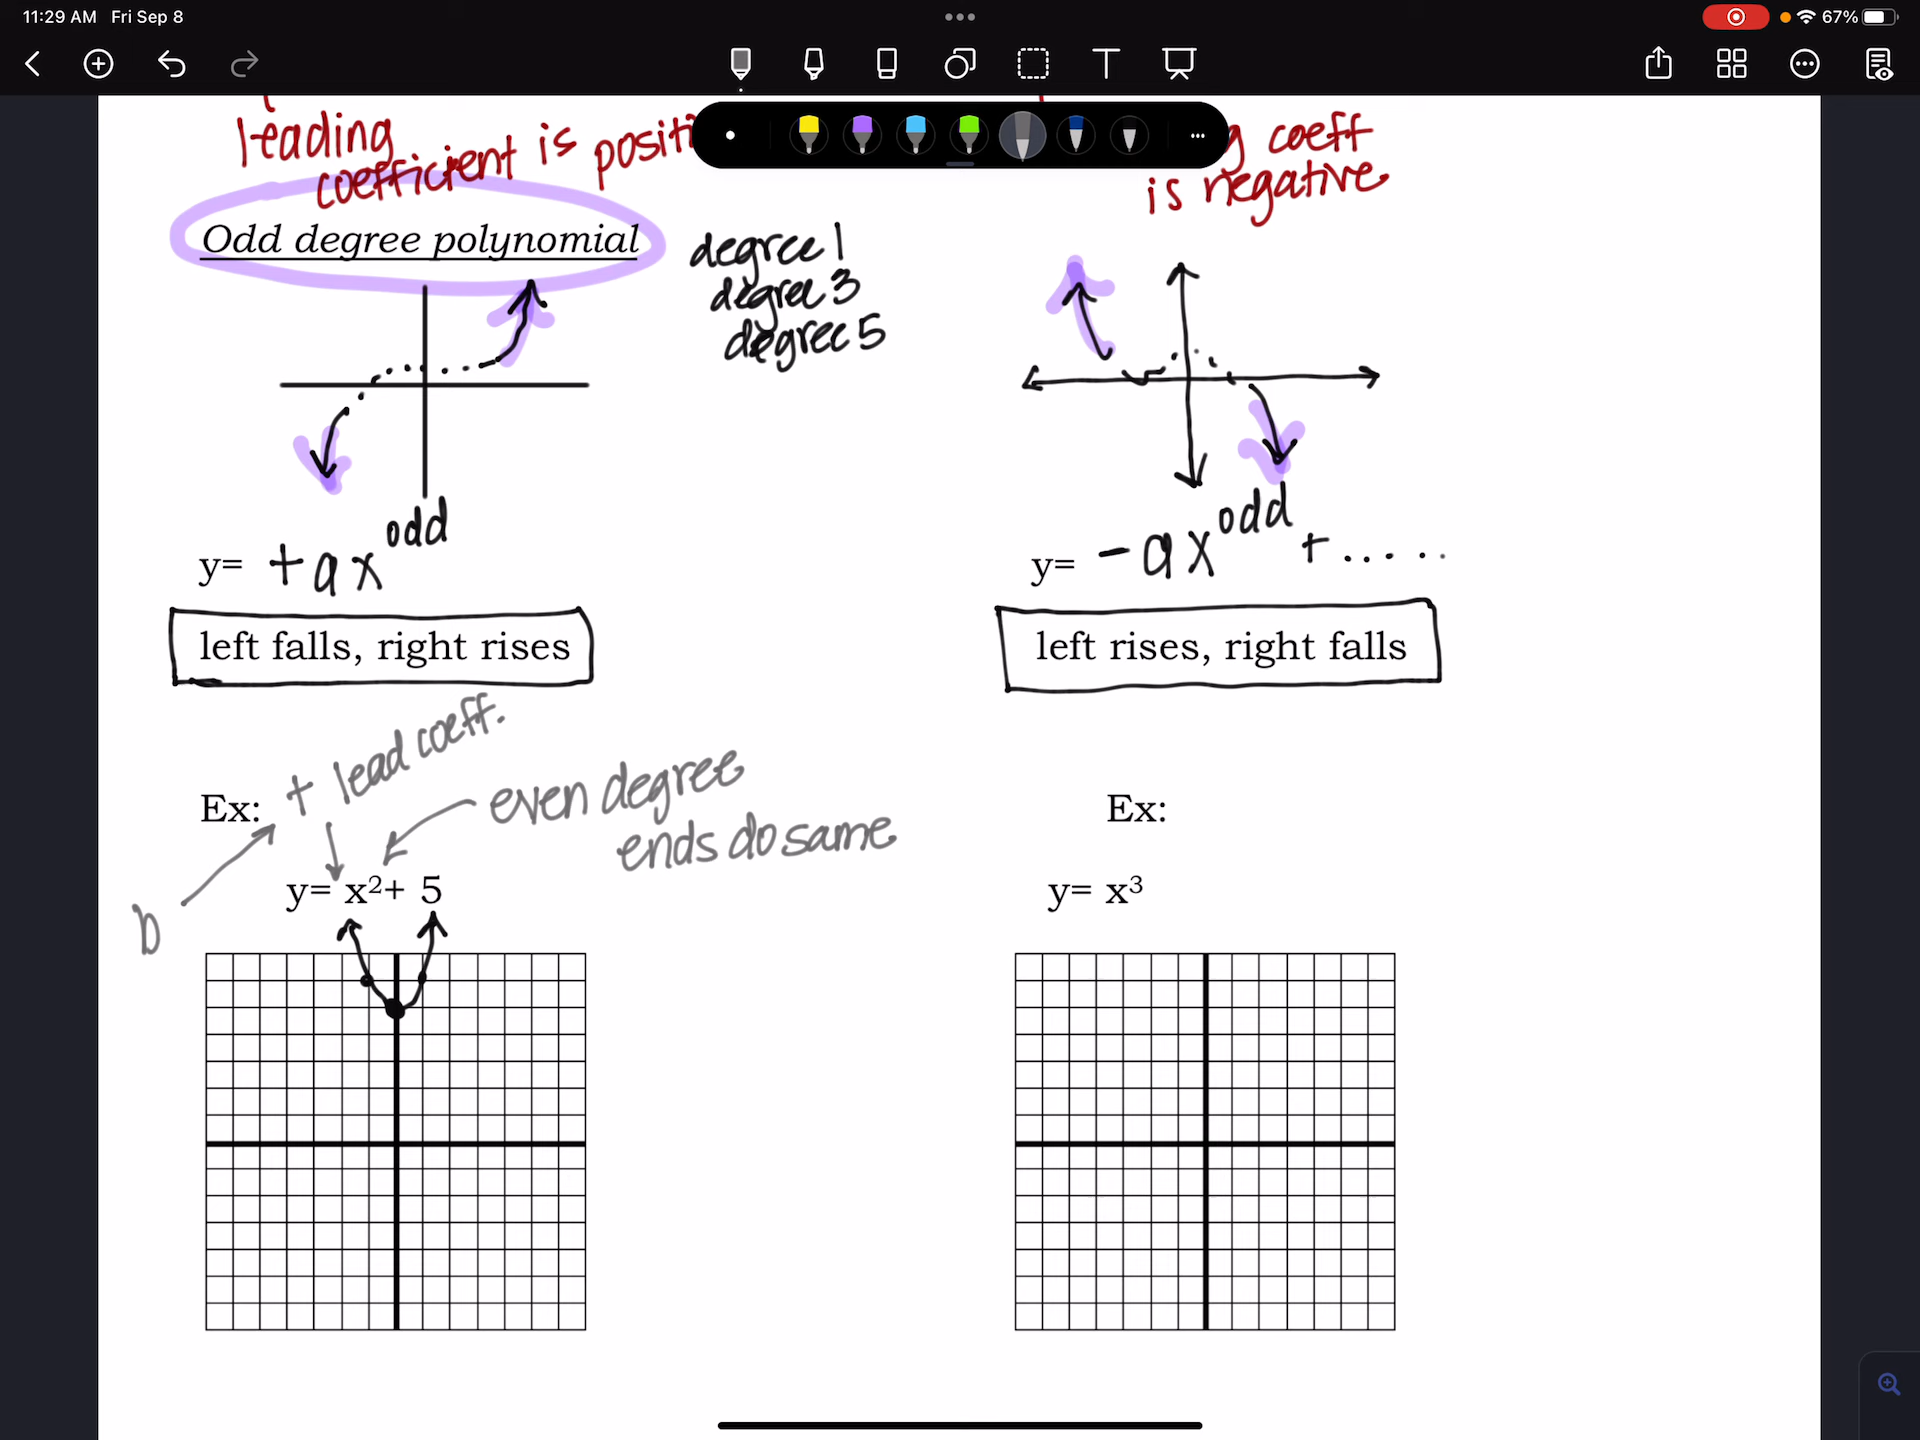 11:29 AM Fri Sep 8
67%
leading
coefficient is positi
g coeff
is negative
Odd degree polynomial
degree 1
degree 3
degree 5
y= +ax^odd
y= -ax^odd + .....
left falls, right rises
left rises, right falls
+ lead coeff.
Ex:
even degree
ends do same
Ex:
y= x²+ 5
y= x³
b